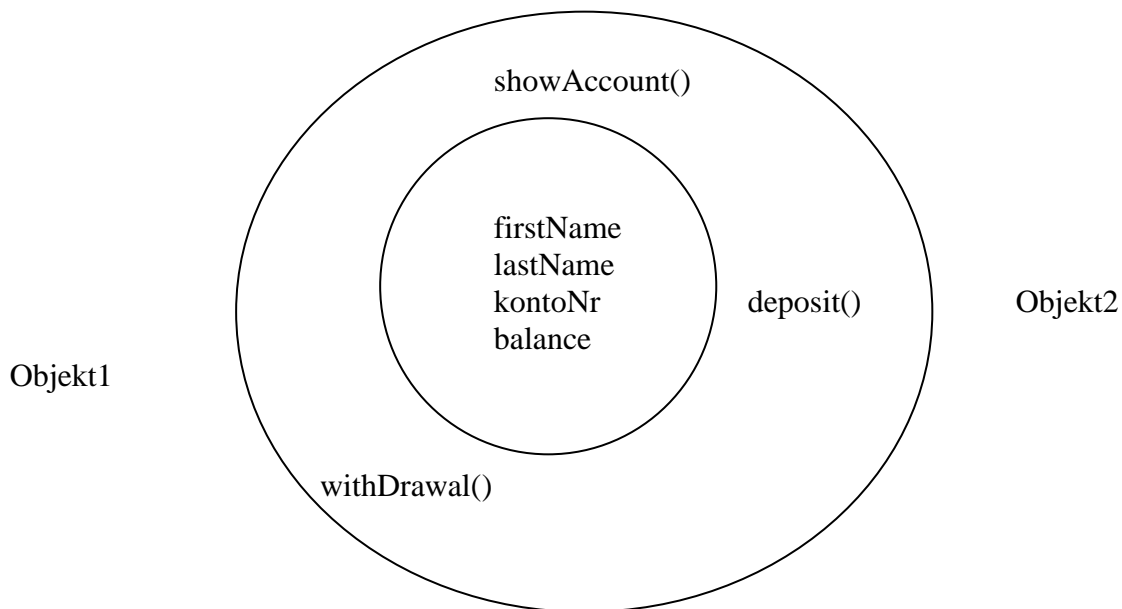 showAccount()
firstName
lastName
kontoNr
balance
deposit()
Objekt2
Objekt1
withDrawal()